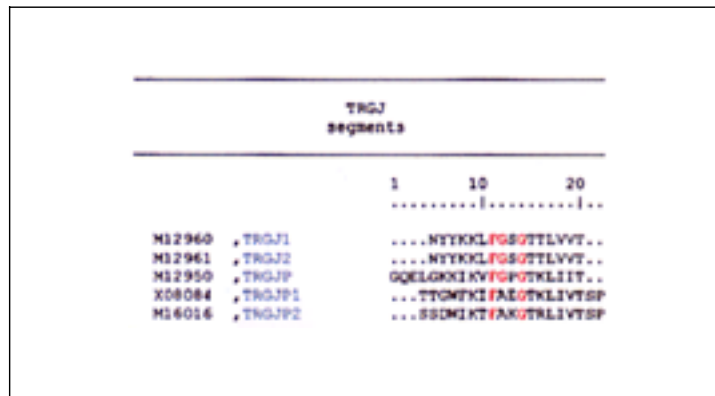 TRGJ
segments
1 10 20
.........|.........|..
M12960 ,TRGJ1 ....NYYKKLFGSGTTLVVT..
M12961 ,TRGJ2 ....NYYKKLFGSGTTLVVT..
M12950 ,TRGJP GQELGKKIKVFGPGTKLIIT..
X08084 ,TRGJP1 ...TTGWFKIFAEGTKLIVTSP
M16016 ,TRGJP2 ...SSDWIKTFAKGTRLIVTSP